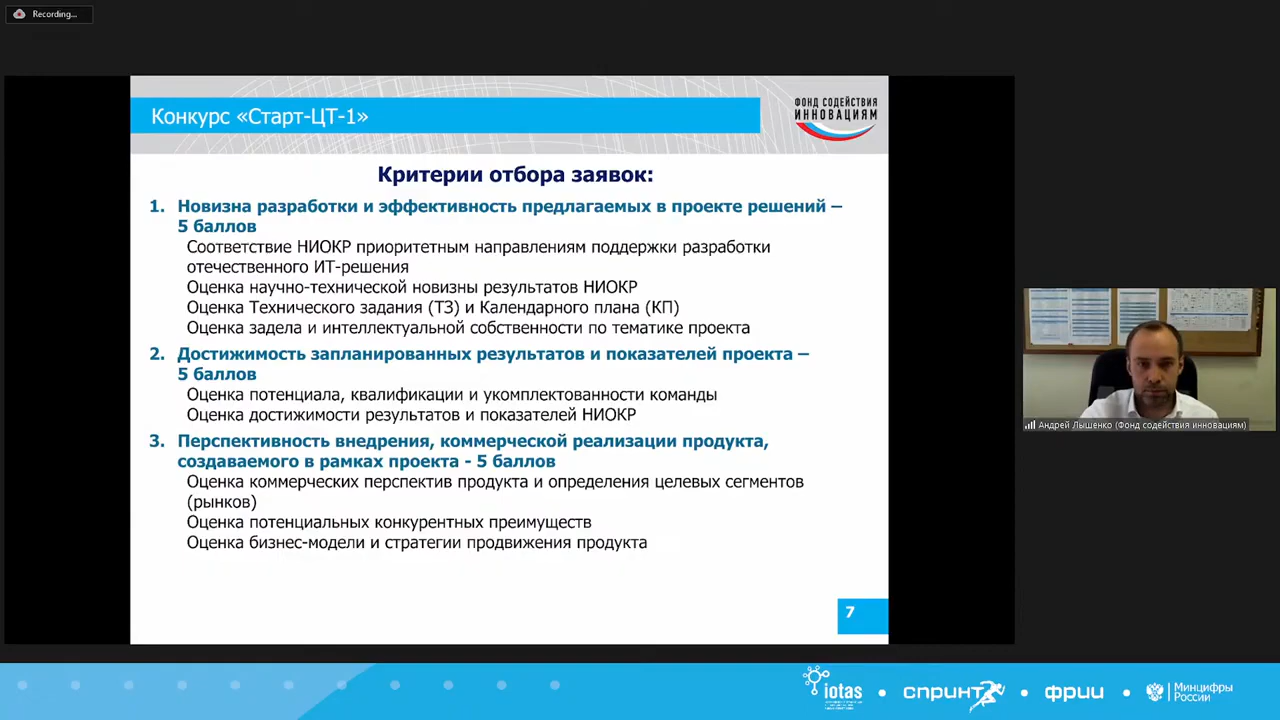 Recording...
Конкурс «Старт-ЦТ-1»
ФОНД СОДЕЙСТВИЯ
ИННОВАЦИЯМ
Критерии отбора заявок:
1. Новизна разработки и эффективность предлагаемых в проекте решений –
5 баллов
Соответствие НИОКР приоритетным направлениям поддержки разработки
отечественного ИТ-решения
Оценка научно-технической новизны результатов НИОКР
Оценка Технического задания (ТЗ) и Календарного плана (КП)
Оценка задела и интеллектуальной собственности по тематике проекта
2. Достижимость запланированных результатов и показателей проекта –
5 баллов
Оценка потенциала, квалификации и укомплектованности команды
Оценка достижимости результатов и показателей НИОКР
3. Перспективность внедрения, коммерческой реализации продукта,
создаваемого в рамках проекта - 5 баллов
Оценка коммерческих перспектив продукта и определения целевых сегментов
(рынков)
Оценка потенциальных конкурентных преимуществ
Оценка бизнес-модели и стратегии продвижения продукта
7
Андрей Лышенко (Фонд содействия инновациям)
iotas
спринт
фрии
Минцифры
России